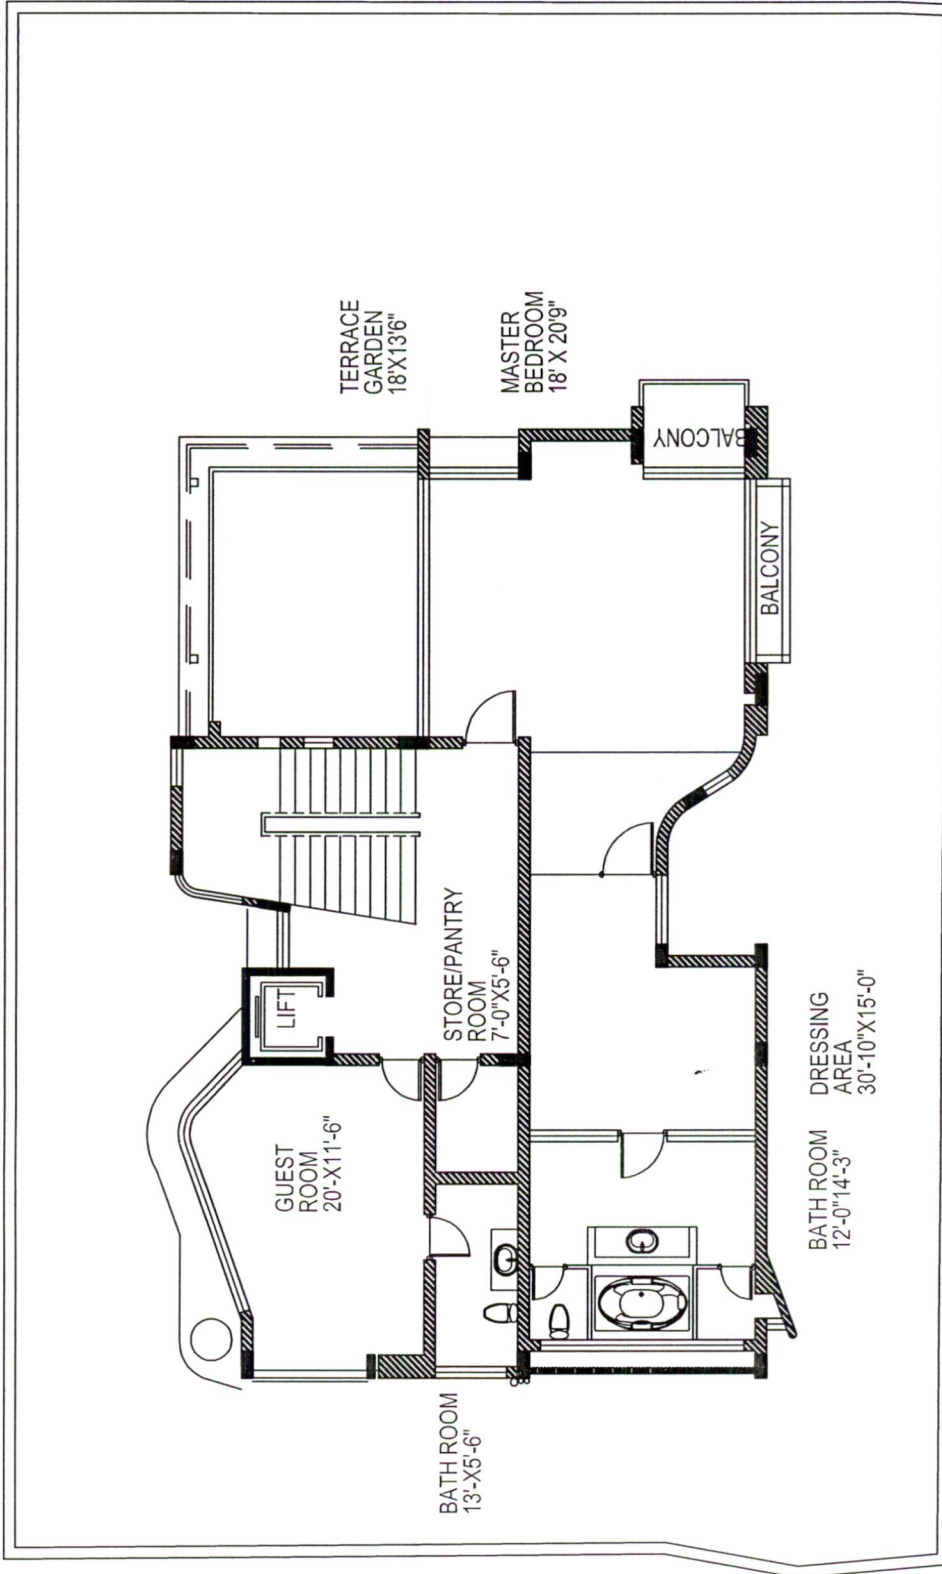 TERRACE
GARDEN
18'X13'6"
MASTER
BEDROOM
18' X 20'9"
BALCONY
BALCONY
LIFT
STORE/PANTRY
ROOM
7'-0"X5'-6"
GUEST
ROOM
20'-X11'-6"
DRESSING
AREA
30'-10"X15'-0"
BATH ROOM
12'-0"14'-3"
BATH ROOM
13'-X5'-6"